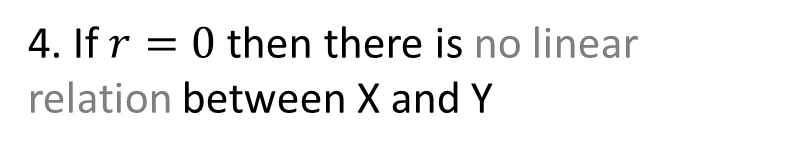 4. If r = 0 then there is no linear
relation between X and Y